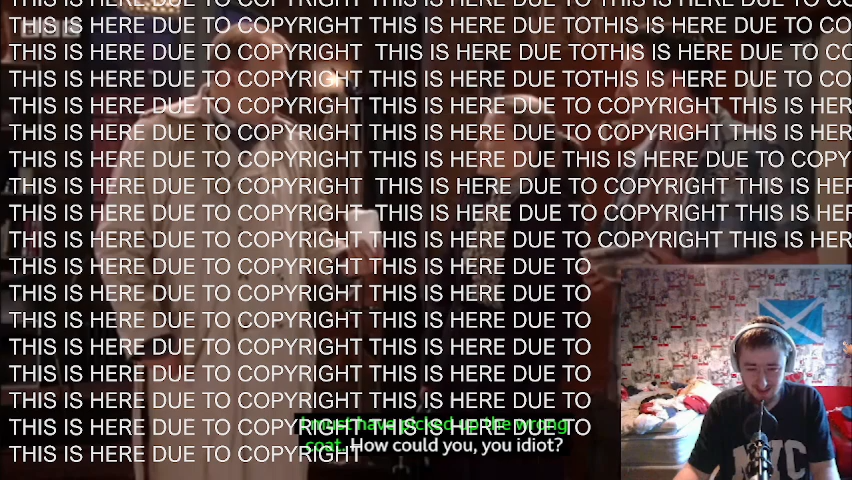 THIS IS HERE DUE TO COPYRIGHT THIS IS HERE DUE TOTHIS IS HERE DUE TO CO
THIS IS HERE DUE TO COPYRIGHT THIS IS HERE DUE TOTHIS IS HERE DUE TO CO
THIS IS HERE DUE TO COPYRIGHT THIS IS HERE DUE TOTHIS IS HERE DUE TO CO
THIS IS HERE DUE TO COPYRIGHT THIS IS HERE DUE TO COPYRIGHT THIS IS HER
THIS IS HERE DUE TO COPYRIGHT THIS IS HERE DUE TO COPYRIGHT THIS IS HER
THIS IS HERE DUE TO COPYRIGHT THIS IS HERE DUE THIS IS HERE DUE TO COPY
THIS IS HERE DUE TO COPYRIGHT THIS IS HERE DUE TO COPYRIGHT THIS IS HER
THIS IS HERE DUE TO COPYRIGHT THIS IS HERE DUE TO COPYRIGHT THIS IS HER
THIS IS HERE DUE TO COPYRIGHT THIS IS HERE DUE TO COPYRIGHT THIS IS HER
THIS IS HERE DUE TO COPYRIGHT THIS IS HERE DUE TO
THIS IS HERE DUE TO COPYRIGHT THIS IS HERE DUE TO
THIS IS HERE DUE TO COPYRIGHT THIS IS HERE DUE TO
THIS IS HERE DUE TO COPYRIGHT THIS IS HERE DUE TO
THIS IS HERE DUE TO COPYRIGHT THIS IS HERE DUE TO
THIS IS HERE DUE TO COPYRIGHT THIS IS HERE DUE TO
THIS IS HERE DUE TO COPYRIGHT THIS IS HERE DUE TO
THIS IS HERE DUE TO COPYRIGHT
I must have picked up the wrong
coat. How could you, you idiot?
NYC